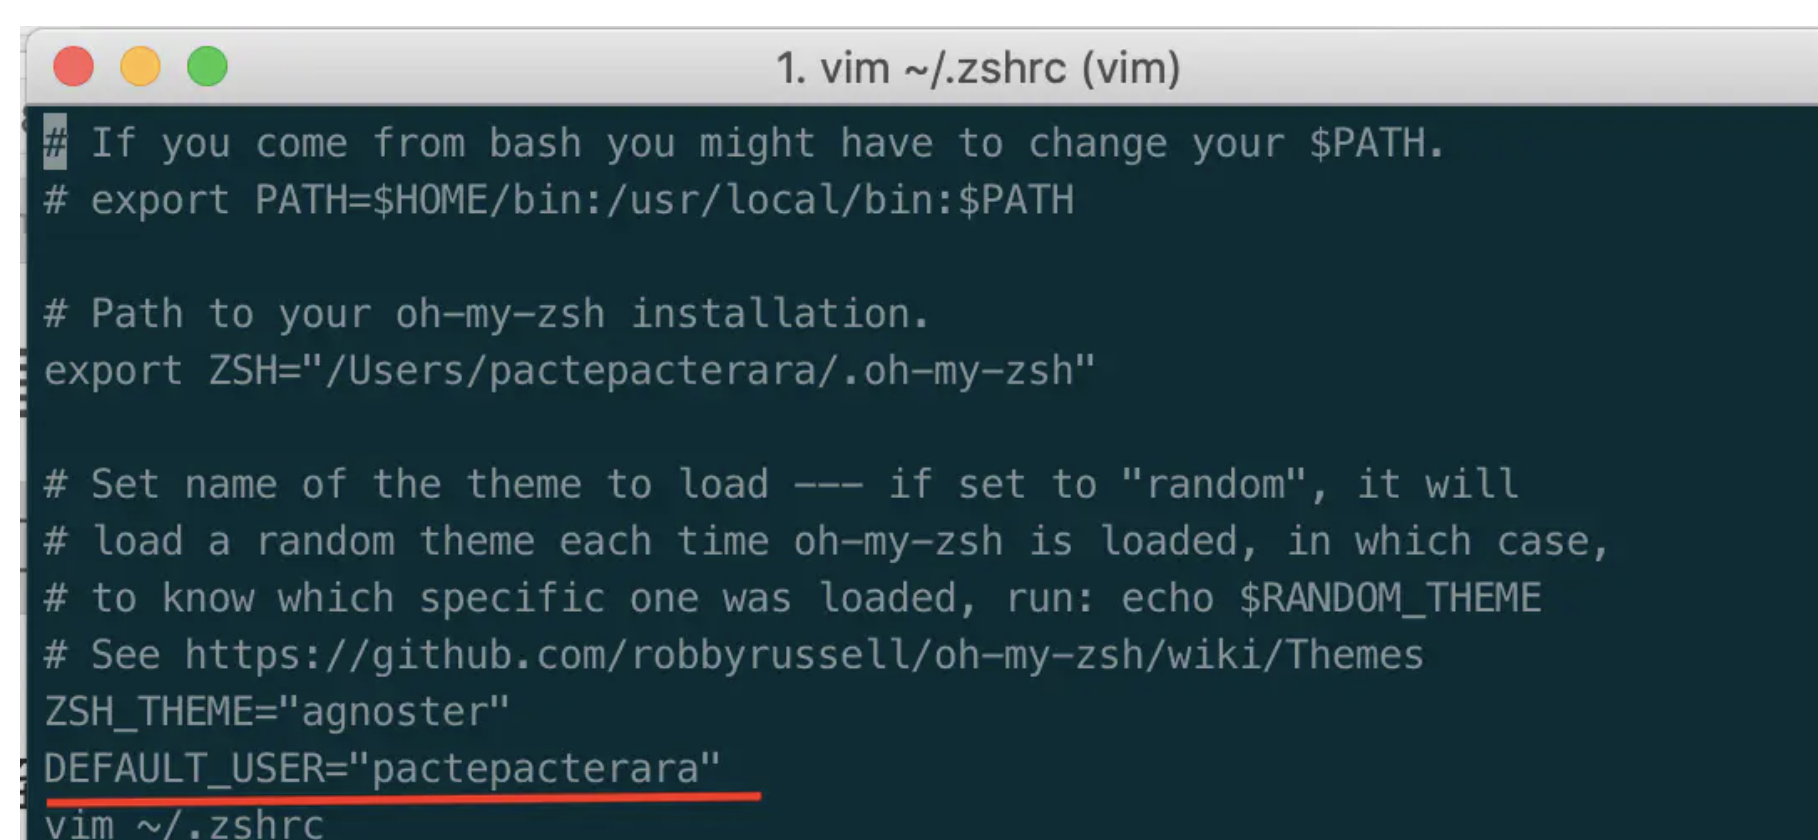 1. vim ~/.zshrc (vim)
# If you come from bash you might have to change your $PATH.
# export PATH=$HOME/bin:/usr/local/bin:$PATH
# Path to your oh-my-zsh installation.
export ZSH="/Users/pactepacterara/.oh-my-zsh"
# Set name of the theme to load --- if set to "random", it will
# load a random theme each time oh-my-zsh is loaded, in which case,
# to know which specific one was loaded, run: echo $RANDOM_THEME
# See https://github.com/robbyrussell/oh-my-zsh/wiki/Themes
ZSH_THEME="agnoster"
DEFAULT_USER="pactepacterara"
vim ~/.zshrc